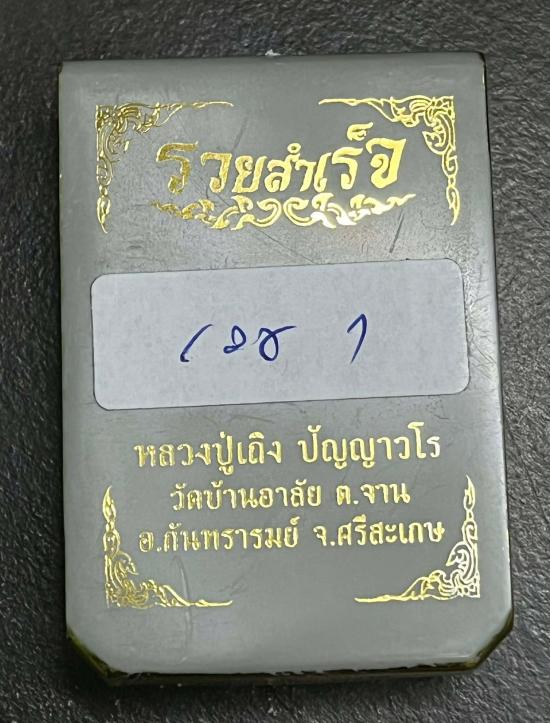 รวยสำเร็จ
หลวงปู่เถิง ปัญญาวโร
วัดบ้านอาลัย ต.จาน
อ.กันทรารมย์ จ.ศรีสะเกษ